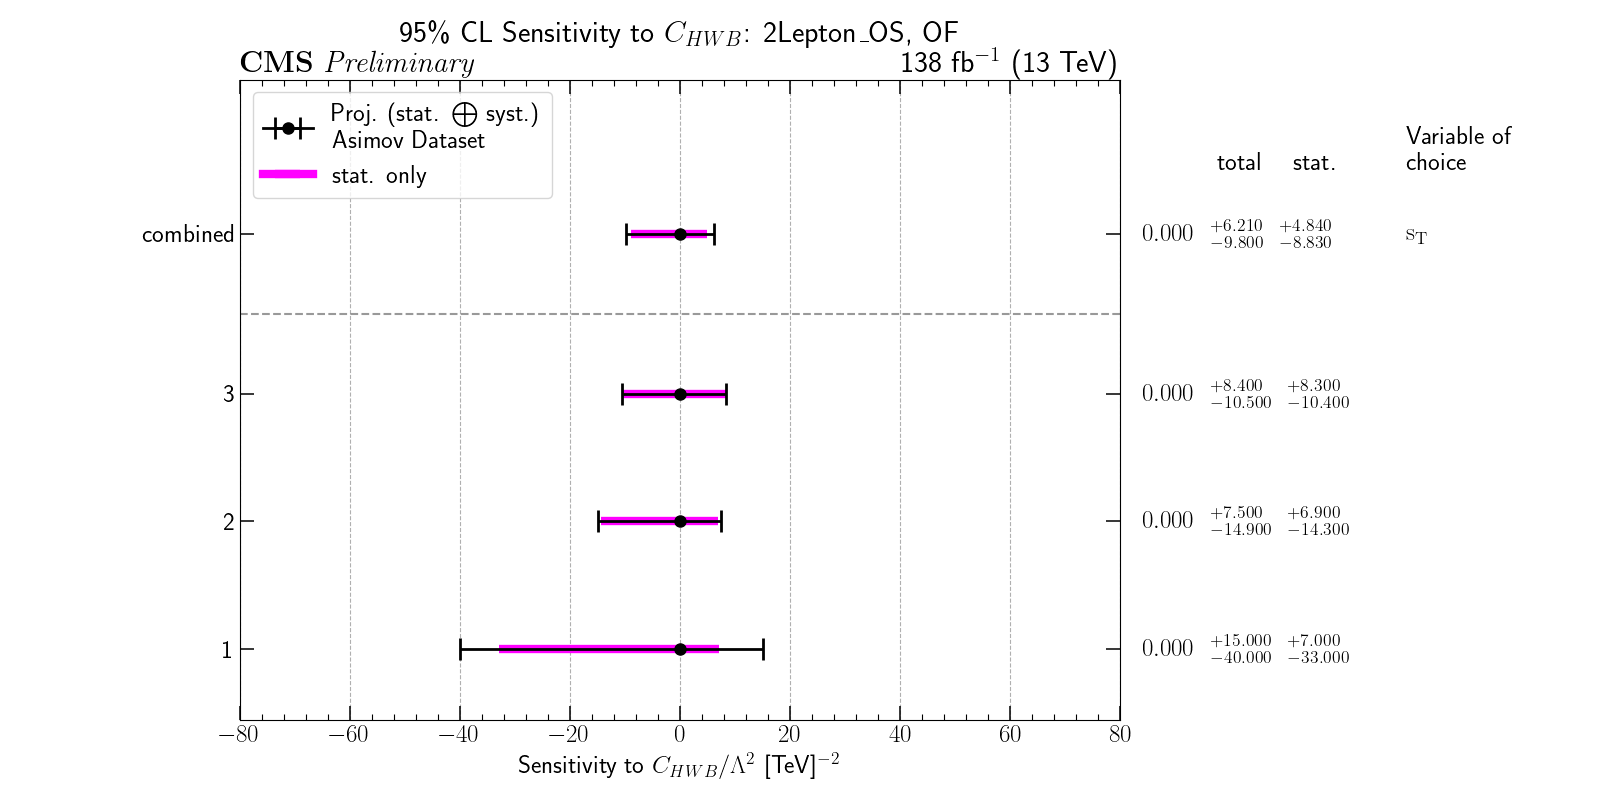 95% CL Sensitivity to C_{HWB}: 2Lepton_OS, OF
CMS Preliminary
138 fb^{-1} (13 TeV)
Proj. (stat. ⨁ syst.)
Asimov Dataset
stat. only
Variable of
choice
total stat.
combined
0.000 +6.210 −9.800 +4.840 −8.830 s_T
3
0.000 +8.400 −10.500 +8.300 −10.400
2
0.000 +7.500 −14.900 +6.900 −14.300
1
0.000 +15.000 −40.000 +7.000 −33.000
−80 −60 −40 −20 0 20 40 60 80
Sensitivity to C_{HWB}/Λ^2 [TeV]^{−2}